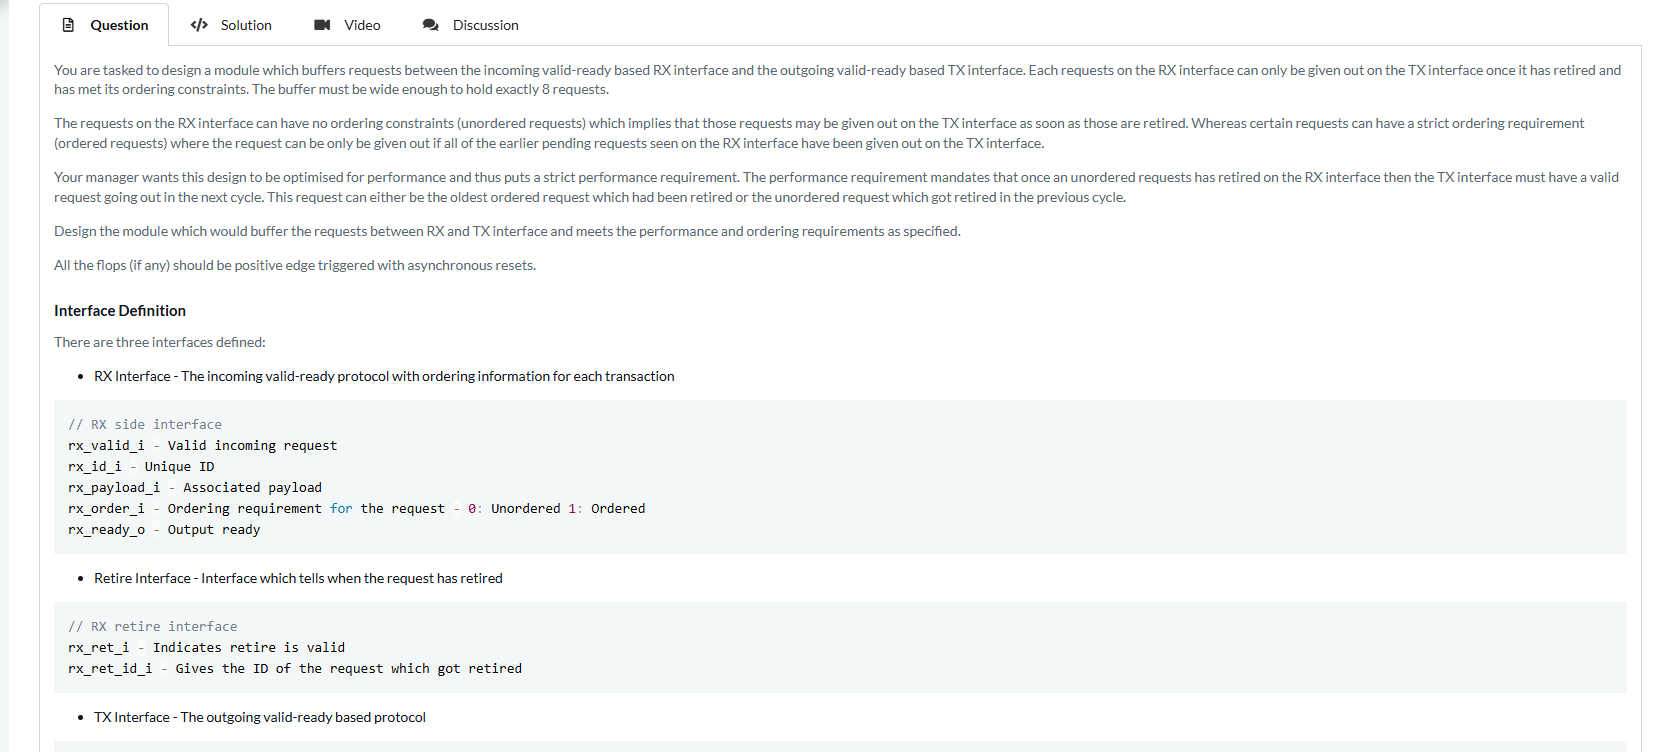 Question Solution Video Discussion
You are tasked to design a module which buffers requests between the incoming valid-ready based RX interface and the outgoing valid-ready based TX interface. Each requests on the RX interface can only be given out on the TX interface once it has retired and
has met its ordering constraints. The buffer must be wide enough to hold exactly 8 requests.
The requests on the RX interface can have no ordering constraints (unordered requests) which implies that those requests may be given out on the TX interface as soon as those are retired. Whereas certain requests can have a strict ordering requirement
(ordered requests) where the request can be only be given out if all of the earlier pending requests seen on the RX interface have been given out on the TX interface.
Your manager wants this design to be optimised for performance and thus puts a strict performance requirement. The performance requirement mandates that once an unordered requests has retired on the RX interface then the TX interface must have a valid
request going out in the next cycle. This request can either be the oldest ordered request which had been retired or the unordered request which got retired in the previous cycle.
Design the module which would buffer the requests between RX and TX interface and meets the performance and ordering requirements as specified.
All the flops (if any) should be positive edge triggered with asynchronous resets.
Interface Definition
There are three interfaces defined:
• RX Interface - The incoming valid-ready protocol with ordering information for each transaction
// RX side interface
rx_valid_i - Valid incoming request
rx_id_i - Unique ID
rx_payload_i - Associated payload
rx_order_i - Ordering requirement for the request - 0: Unordered 1: Ordered
rx_ready_o - Output ready
• Retire Interface - Interface which tells when the request has retired
// RX retire interface
rx_ret_i - Indicates retire is valid
rx_ret_id_i - Gives the ID of the request which got retired
• TX Interface - The outgoing valid-ready based protocol